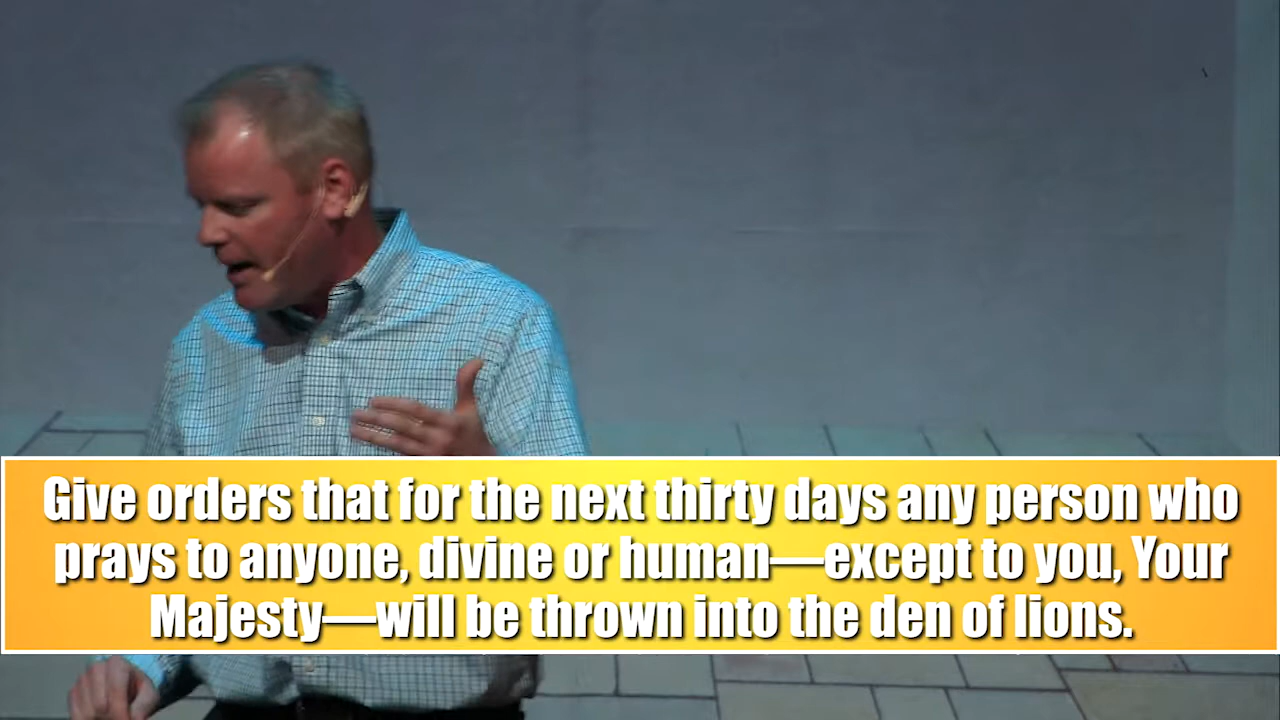 Give orders that for the next thirty days any person who
prays to anyone, divine or human—except to you, Your
Majesty—will be thrown into the den of lions.